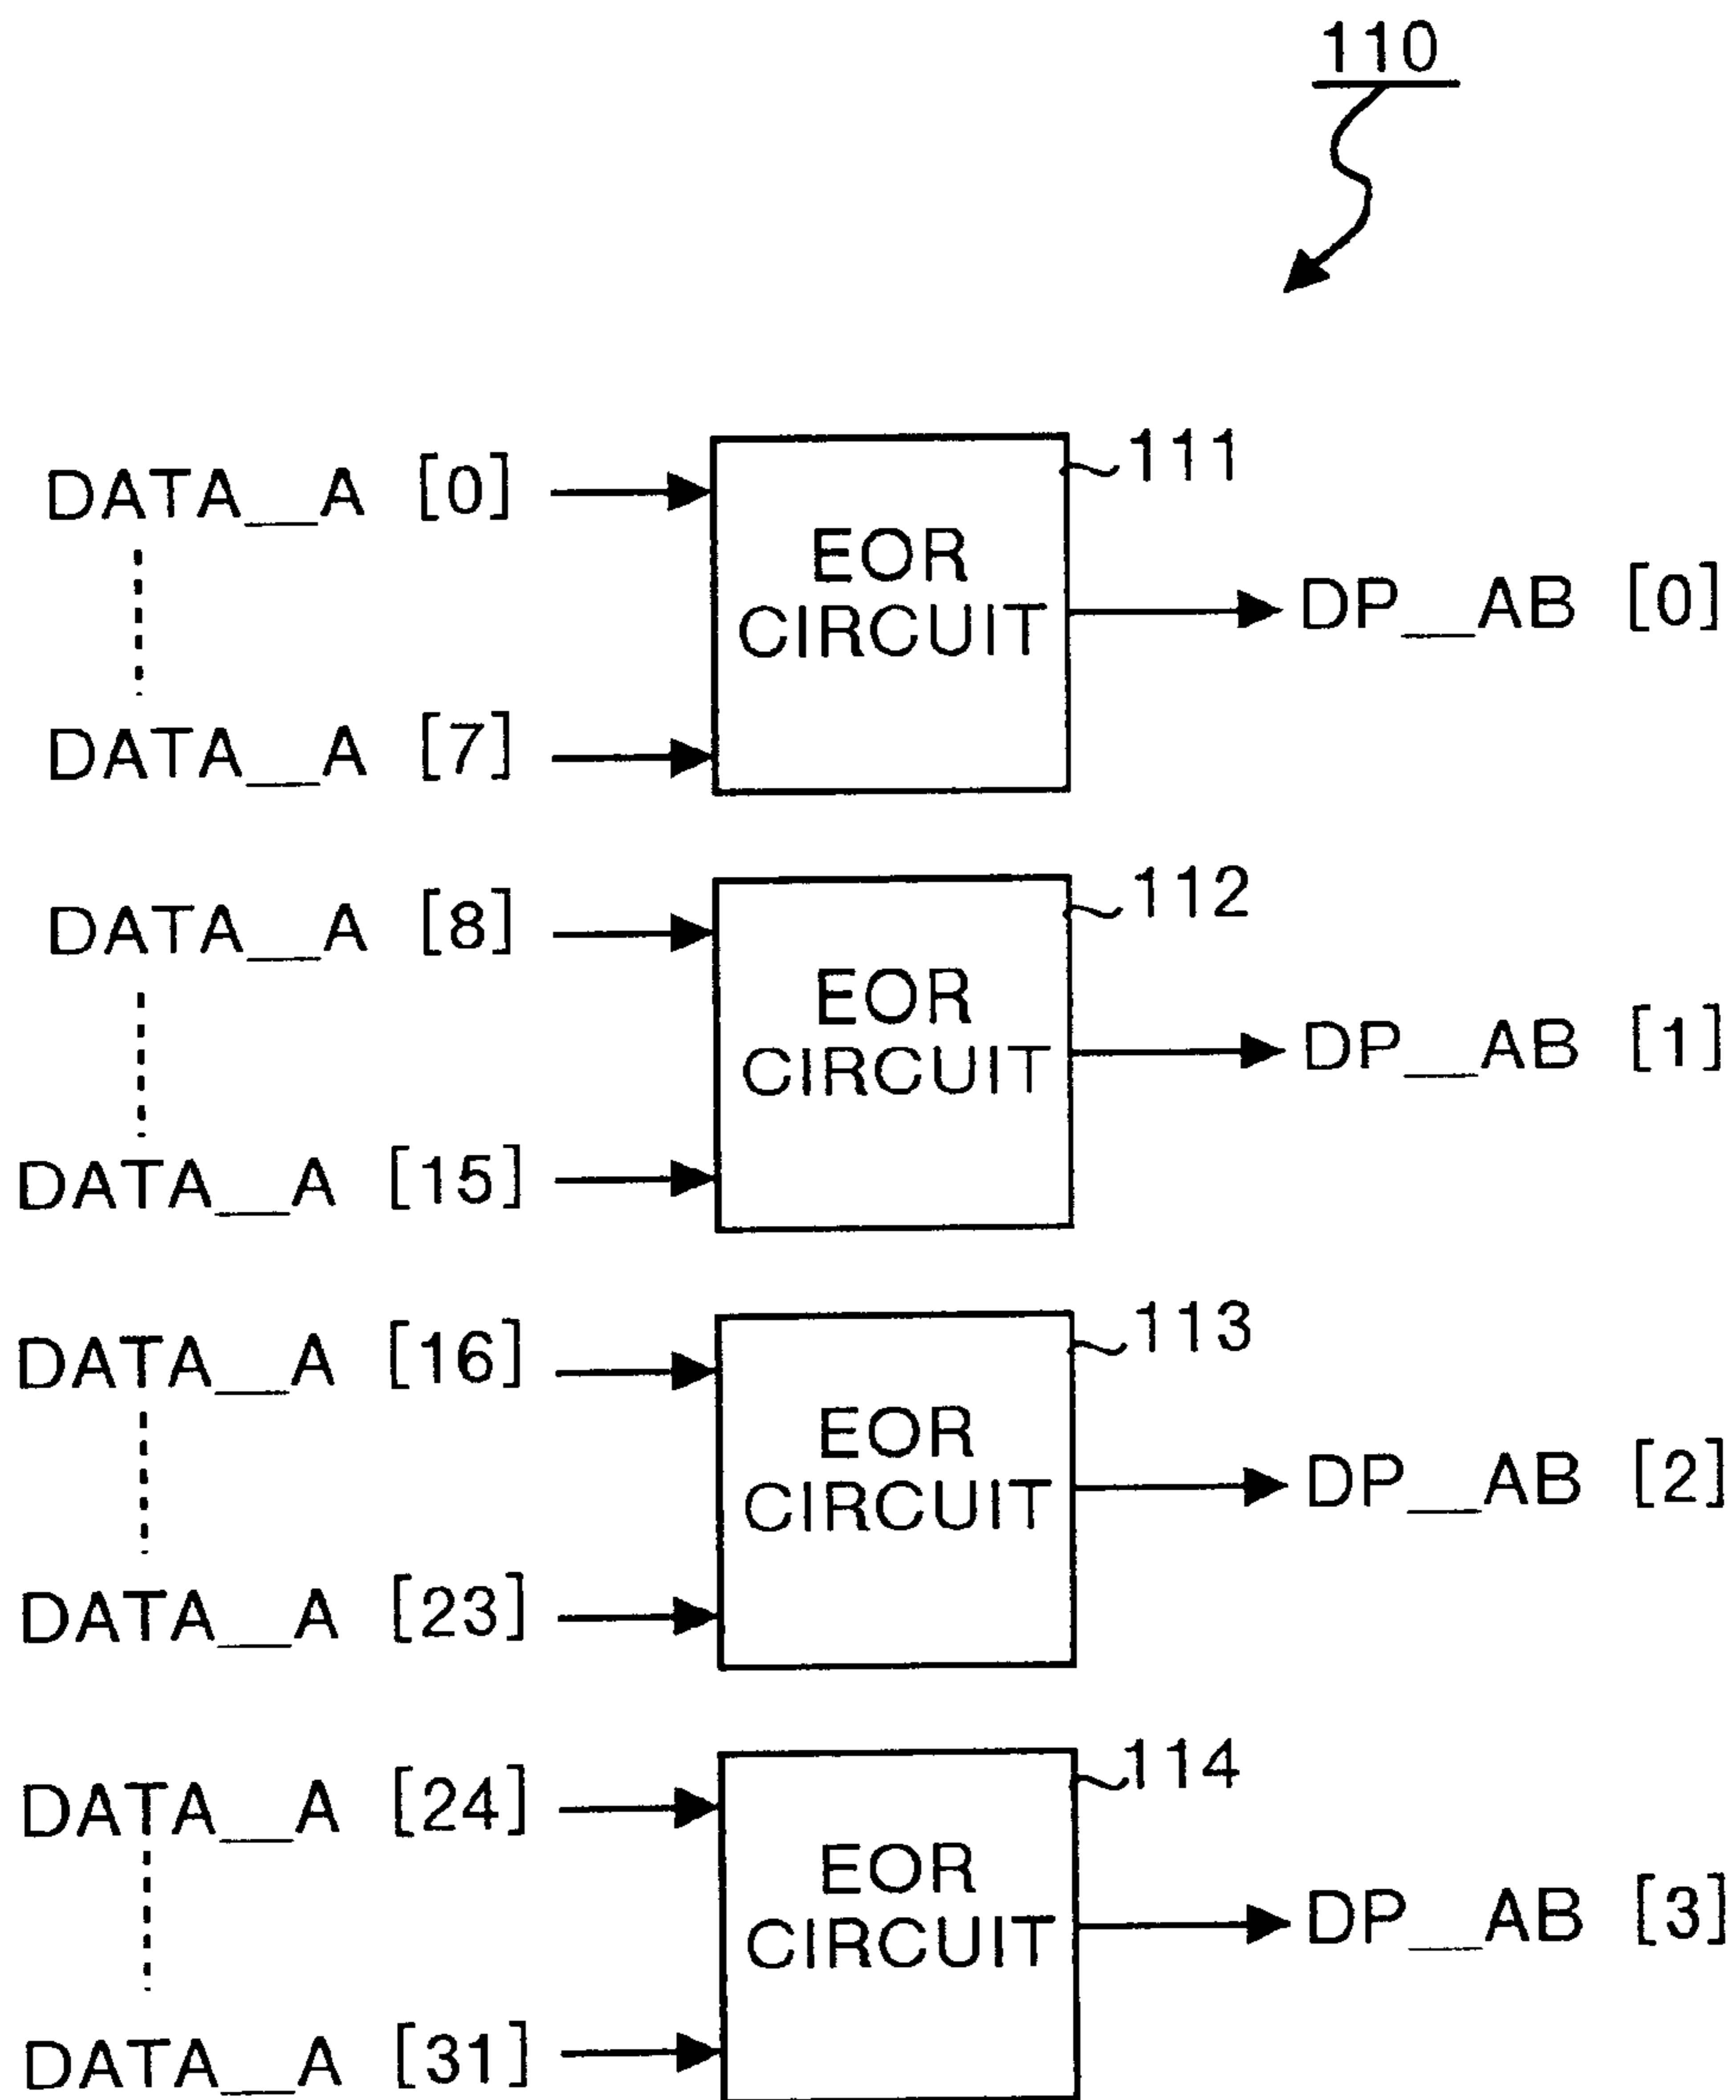 110
DATA__A [0]
111
EOR
CIRCUIT
DP__AB [0]
DATA__A [7]
DATA__A [8]
112
EOR
CIRCUIT
DP__AB [1]
DATA__A [15]
DATA__A [16]
113
EOR
CIRCUIT
DP__AB [2]
DATA__A [23]
DATA__A [24]
114
EOR
CIRCUIT
DP__AB [3]
DATA__A [31]